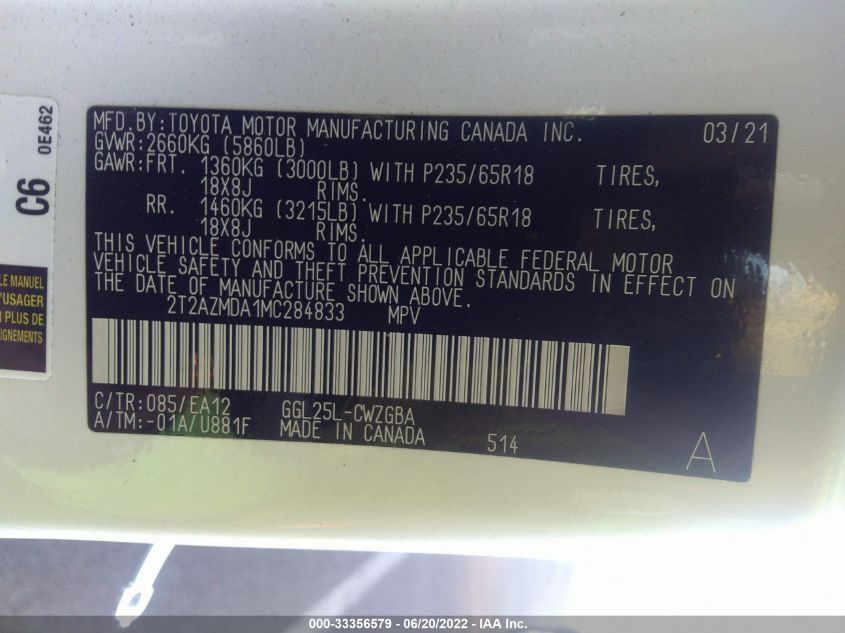 C6
0E462
LE MANUEL
D'USAGER
R PLUS DE
IGNEMENTS
MFD.BY:TOYOTA MOTOR MANUFACTURING CANADA INC. 03/21
GVWR:2660KG (5860LB)
GAWR:FRT. 1360KG (3000LB) WITH P235/65R18 TIRES,
18X8J RIMS.
RR. 1460KG (3215LB) WITH P235/65R18 TIRES,
18X8J RIMS.
THIS VEHICLE CONFORMS TO ALL APPLICABLE FEDERAL MOTOR
VEHICLE SAFETY AND THEFT PREVENTION STANDARDS IN EFFECT ON
THE DATE OF MANUFACTURE SHOWN ABOVE.
2T2AZMDA1MC284833 MPV
C/TR:085/EA12 GGL25L-CWZGBA
A/TM:-01A/U881F MADE IN CANADA 514
A
000-33356579 - 06/20/2022 - IAA Inc.